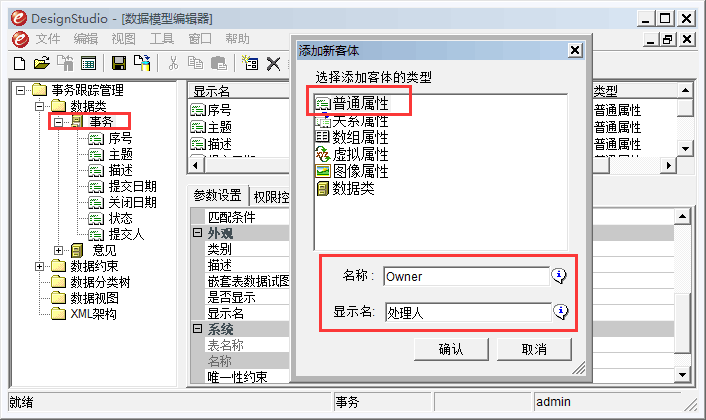 DesignStudio - [数据模型编辑器]
文件 编辑 视图 工具 窗口 帮助
事务跟踪管理
数据类
事务
序号
主题
描述
提交日期
关闭日期
状态
提交人
意见
数据约束
数据分类树
数据视图
XML架构
显示名
序号
主题
描述
提交日期
类型
普通属性
普通属性
普通属性
普通属性
参数设置 权限控
匹配条件
外观
类别
描述
嵌套表数据试图
是否显示
显示名
系统
表名称
名称
唯一性约束
添加新客体
选择添加客体的类型
普通属性
关系属性
数组属性
虚拟属性
图像属性
数据类
名称: Owner
显示名: 处理人
确认 取消
就绪 事务 admin